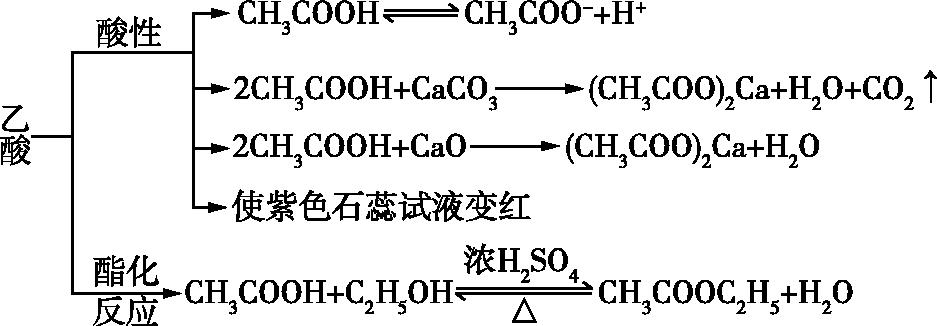 乙酸
酸性
CH₃COOH⇌CH₃COO⁻+H⁺
2CH₃COOH+CaCO₃→(CH₃COO)₂Ca+H₂O+CO₂↑
2CH₃COOH+CaO→(CH₃COO)₂Ca+H₂O
使紫色石蕊试液变红
酯化反应
CH₃COOH+C₂H₅OH⇌CH₃COOC₂H₅+H₂O
浓H₂SO₄
△